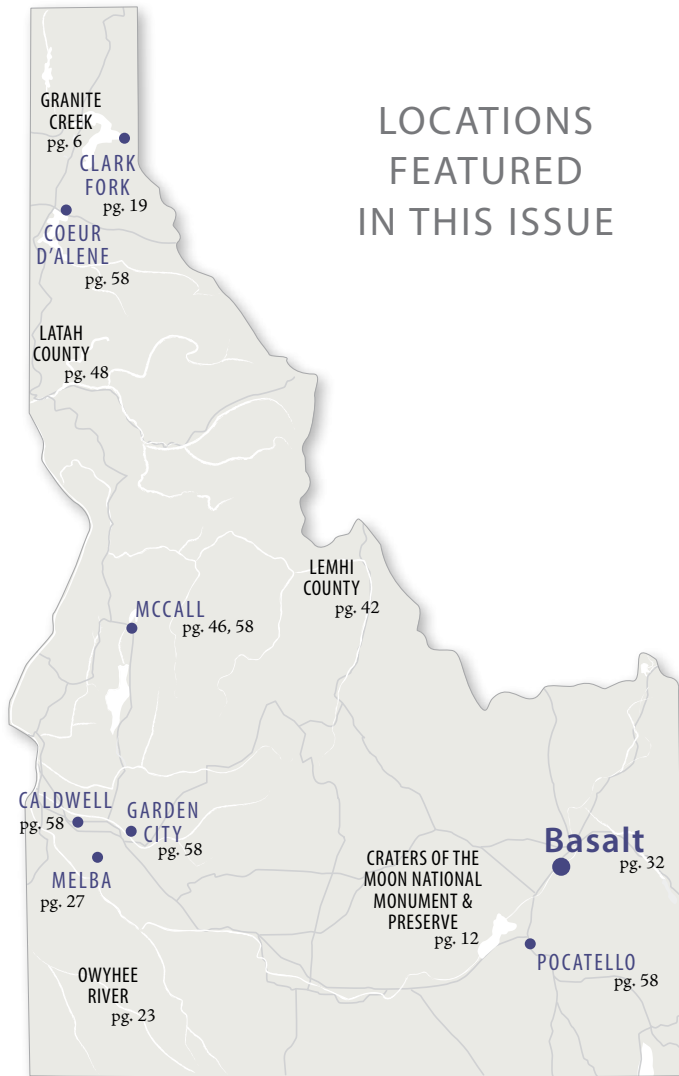 LOCATIONS
FEATURED
IN THIS ISSUE
GRANITE
CREEK
pg. 6
CLARK
FORK
pg. 19
COEUR
D'ALENE
pg. 58
LATAH
COUNTY
pg. 48
LEMHI
COUNTY
pg. 42
MCCALL
pg. 46, 58
CALDWELL
pg. 58
GARDEN
CITY
pg. 58
MELBA
pg. 27
Basalt
pg. 32
CRATERS OF THE
MOON NATIONAL
MONUMENT &
PRESERVE
pg. 12
POCATELLO
pg. 58
OWYHEE
RIVER
pg. 23